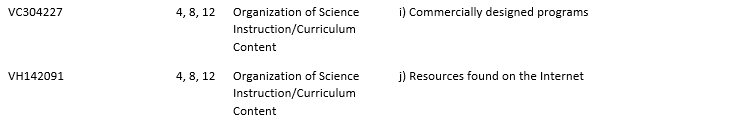 VC304227 4, 8, 12 Organization of Science i) Commercially designed programs
Instruction/Curriculum
Content
VH142091 4, 8, 12 Organization of Science j) Resources found on the Internet
Instruction/Curriculum
Content